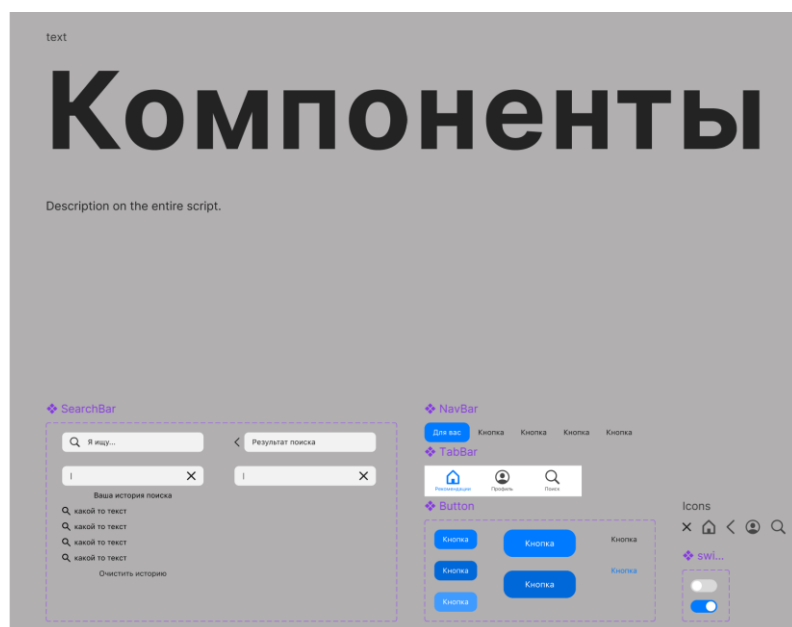 text
Компоненты
Description on the entire script.
SearchBar
Я ищу...
Результат поиска
Ваша история поиска
какой то текст
какой то текст
какой то текст
какой то текст
Очистить историю
NavBar
Для вас Кнопка Кнопка Кнопка Кнопка
TabBar
Рекомендации Профиль Поиск
Button
Кнопка Кнопка Кнопка
Кнопка Кнопка Кнопка
Кнопка
Icons
swi...